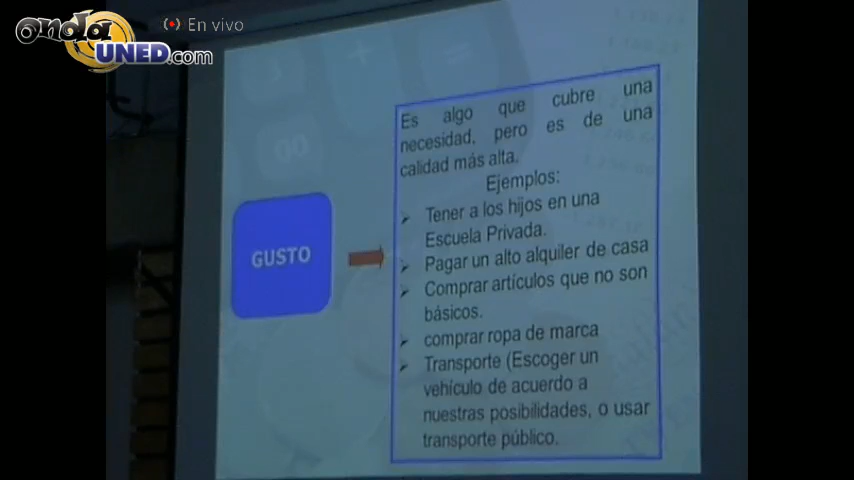 onda
UNED.com
En vivo
Es algo que cubre una
necesidad, pero es de una
calidad más alta.
Ejemplos:
Tener a los hijos en una
Escuela Privada.
GUSTO
Pagar un alto alquiler de casa
Comprar artículos que no son
básicos.
comprar ropa de marca
Transporte (Escoger un
vehículo de acuerdo a
nuestras posibilidades, o usar
transporte público.